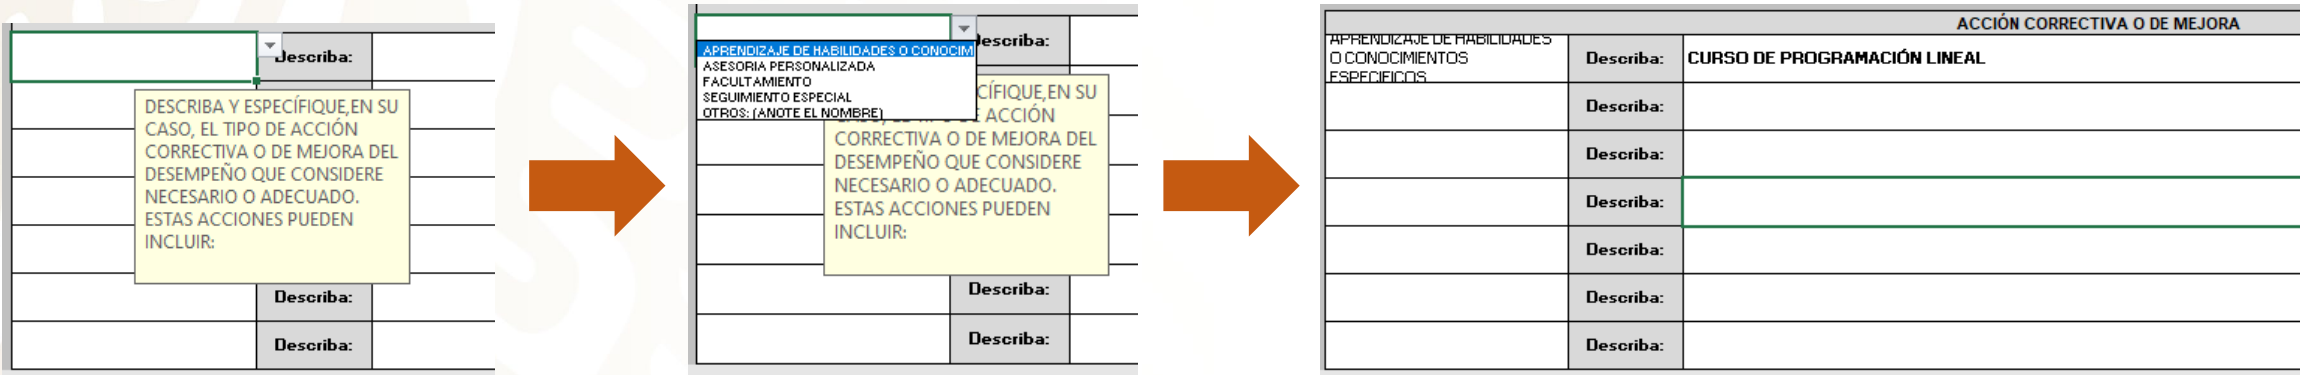 Describa:
DESCRIBA Y ESPECÍFIQUE,EN SU
CASO, EL TIPO DE ACCIÓN
CORRECTIVA O DE MEJORA DEL
DESEMPEÑO QUE CONSIDERE
NECESARIO O ADECUADO.
ESTAS ACCIONES PUEDEN
INCLUIR:
Describa:
Describa:
Describa:
APRENDIZAJE DE HABILIDADES O CONOCIM
ASESORIA PERSONALIZADA
FACULTAMIENTO
SEGUIMIENTO ESPECIAL
OTROS: (ANOTE EL NOMBRE)
CÍFIQUE,EN SU
ACCIÓN
CORRECTIVA O DE MEJORA DEL
DESEMPEÑO QUE CONSIDERE
NECESARIO O ADECUADO.
ESTAS ACCIONES PUEDEN
INCLUIR:
Describa:
Describa:
ACCIÓN CORRECTIVA O DE MEJORA
APRENDIZAJE DE HABILIDADES
O CONOCIMIENTOS
ESPECIFICOS
Describa: CURSO DE PROGRAMACIÓN LINEAL
Describa:
Describa:
Describa:
Describa:
Describa:
Describa: